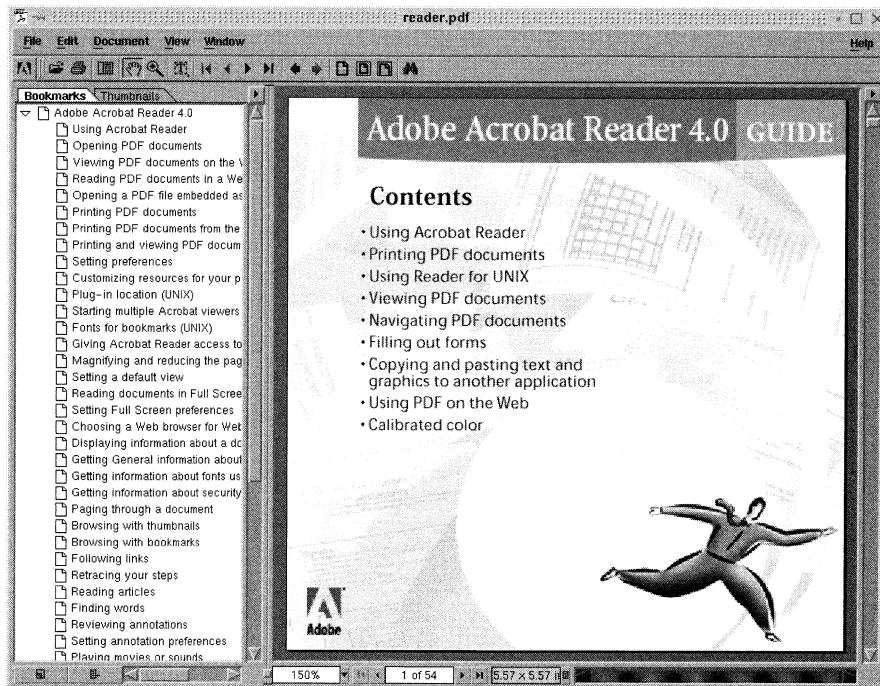 reader.pdf
File Edit Document View Window Help
Bookmarks Thumbnails
Adobe Acrobat Reader 4.0
Using Acrobat Reader
Opening PDF documents
Viewing PDF documents on the
Reading PDF documents in a We
Opening a PDF file embedded as
Printing PDF documents
Printing PDF documents from the
Printing and viewing PDF docum
Setting preferences
Customizing resources for your p
Plug-in location (UNIX)
Starting multiple Acrobat viewers
Fonts for bookmarks (UNIX)
Giving Acrobat Reader access to
Magnifying and reducing the pag
Setting a default view
Reading documents in Full Scree
Setting Full Screen preferences
Choosing a Web browser for Web
Displaying information about a dc
Getting General information about
Getting information about fonts us
Getting information about security
Paging through a document
Browsing with thumbnails
Browsing with bookmarks
Following links
Retracing your steps
Reading articles
Finding words
Reviewing annotations
Setting annotation preferences
Playing movies or sounds
Adobe Acrobat Reader 4.0 GUIDE
Contents
• Using Acrobat Reader
• Printing PDF documents
• Using Reader for UNIX
• Viewing PDF documents
• Navigating PDF documents
• Filling out forms
• Copying and pasting text and
graphics to another application
• Using PDF on the Web
• Calibrated color
Adobe
150% 1 of 54 5.57 × 5.57